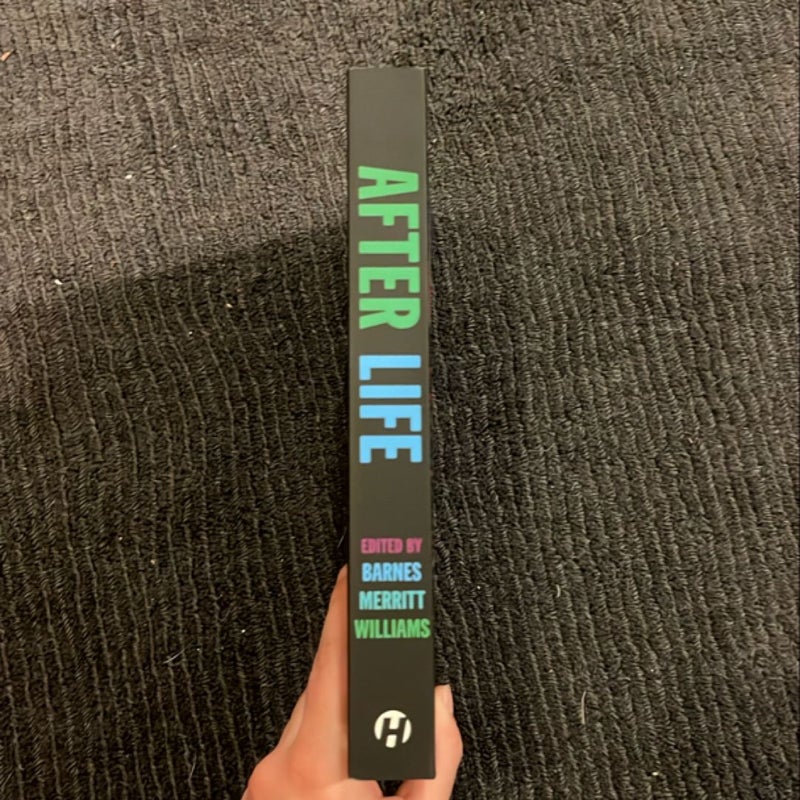 AFTER LIFE
EDITED BY
BARNES
MERRITT
WILLIAMS
H